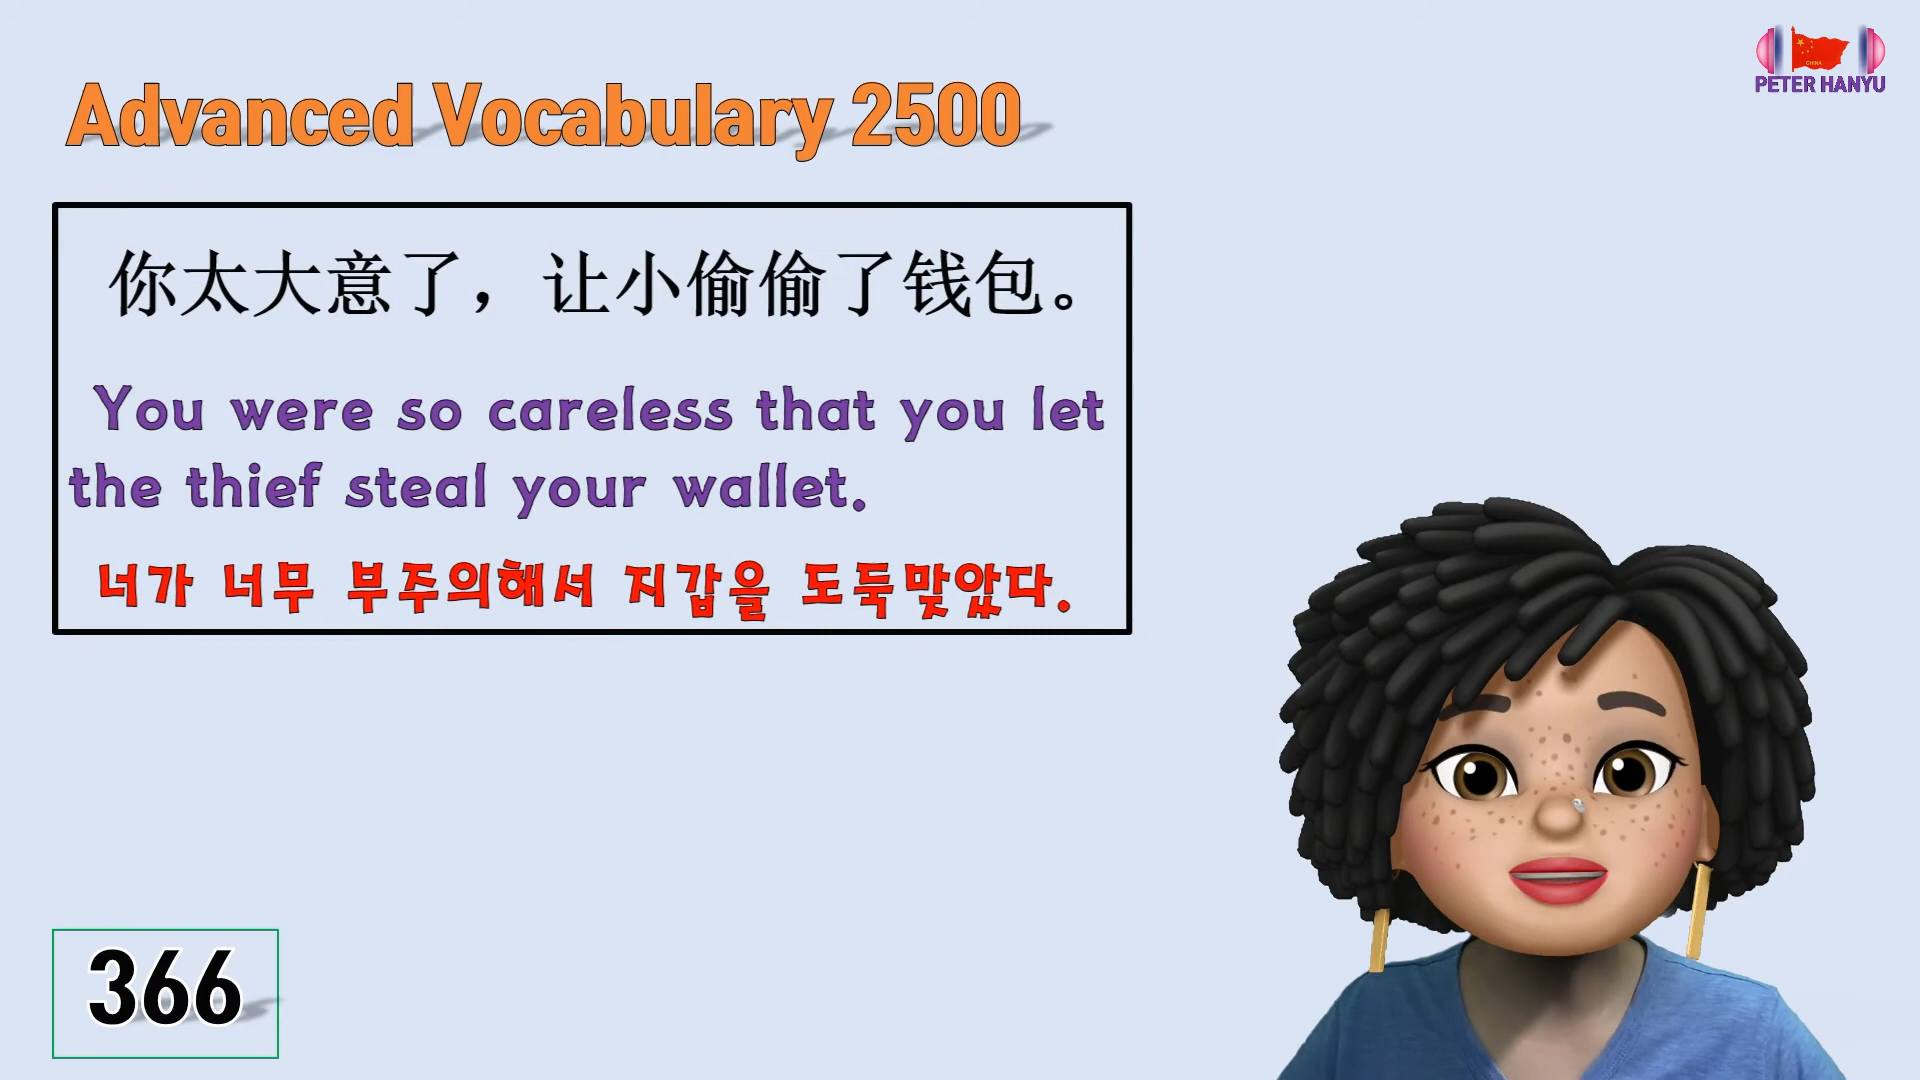 PETER HANYU
Advanced Vocabulary 2500
你太大意了，让小偷偷了钱包。
You were so careless that you let
the thief steal your wallet.
너가 너무 부주의해서 지갑을 도둑맞았다.
366